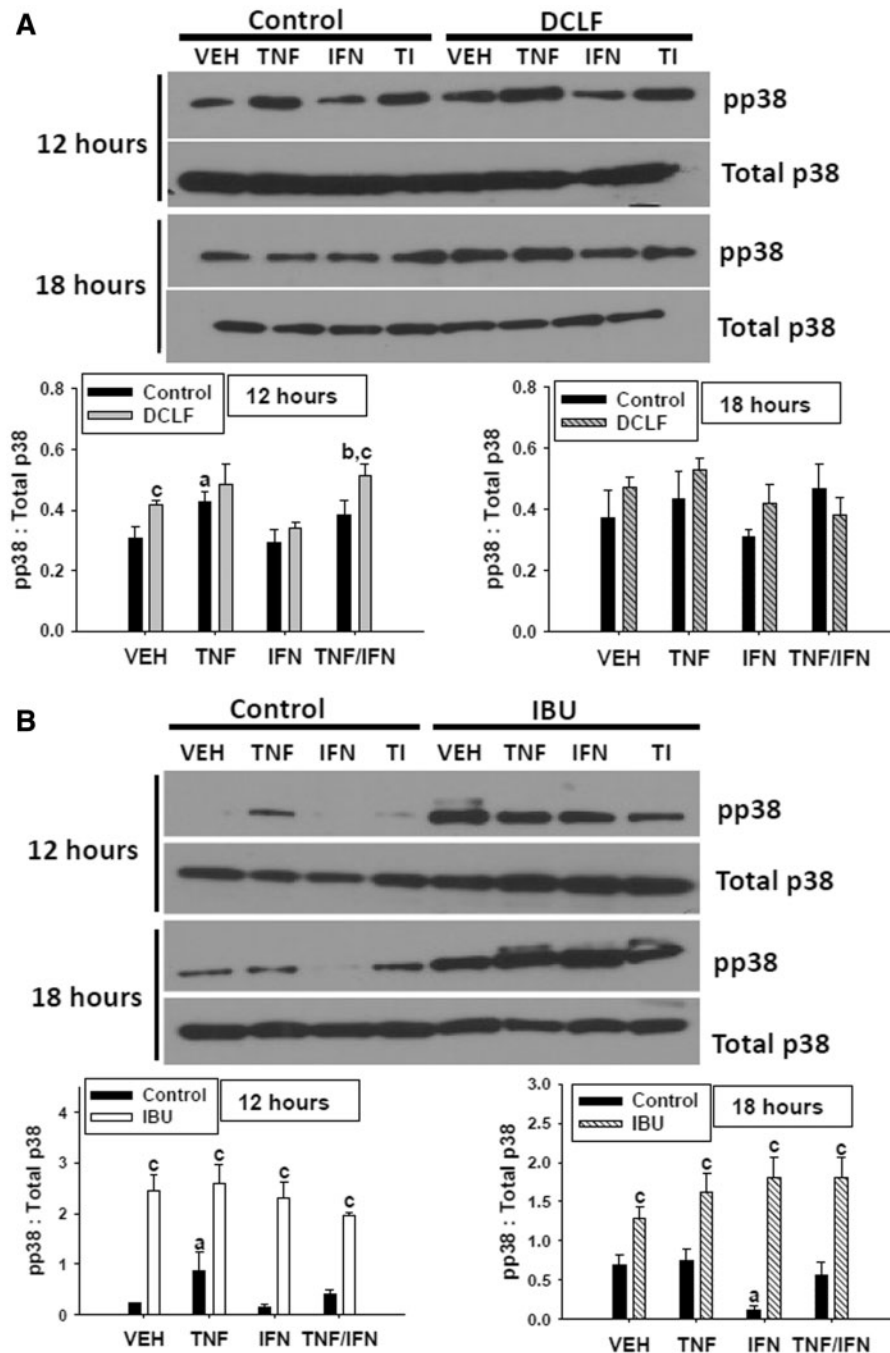 A
Control DCLF
VEH TNF IFN TI VEH TNF IFN TI
12 hours
pp38
Total p38
18 hours
pp38
Total p38
0.8
0.6
0.4
0.2
0.0
pp38 : Total p38
Control
DCLF
12 hours
c a b,c
VEH TNF IFN TNF/IFN
0.8
0.6
0.4
0.2
0.0
pp38 : Total p38
Control
DCLF
18 hours
VEH TNF IFN TNF/IFN
B
Control IBU
VEH TNF IFN TI VEH TNF IFN TI
12 hours
pp38
Total p38
18 hours
pp38
Total p38
4
3
2
1
0
pp38 : Total p38
Control
IBU
12 hours
c a c c c
VEH TNF IFN TNF/IFN
3.0
2.5
2.0
1.5
1.0
0.5
0.0
pp38 : Total p38
Control
IBU
18 hours
c c a c c
VEH TNF IFN TNF/IFN